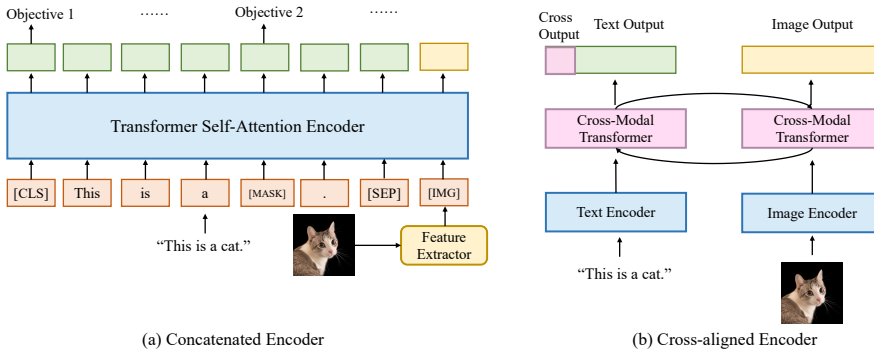 Objective 1
……
Objective 2
……
Transformer Self-Attention Encoder
[CLS] This is a [MASK] . [SEP] [IMG]
“This is a cat.”
Feature
Extractor
(a) Concatenated Encoder
Cross
Output
Text Output
Image Output
Cross-Modal
Transformer
Cross-Modal
Transformer
Text Encoder
Image Encoder
“This is a cat.”
(b) Cross-aligned Encoder